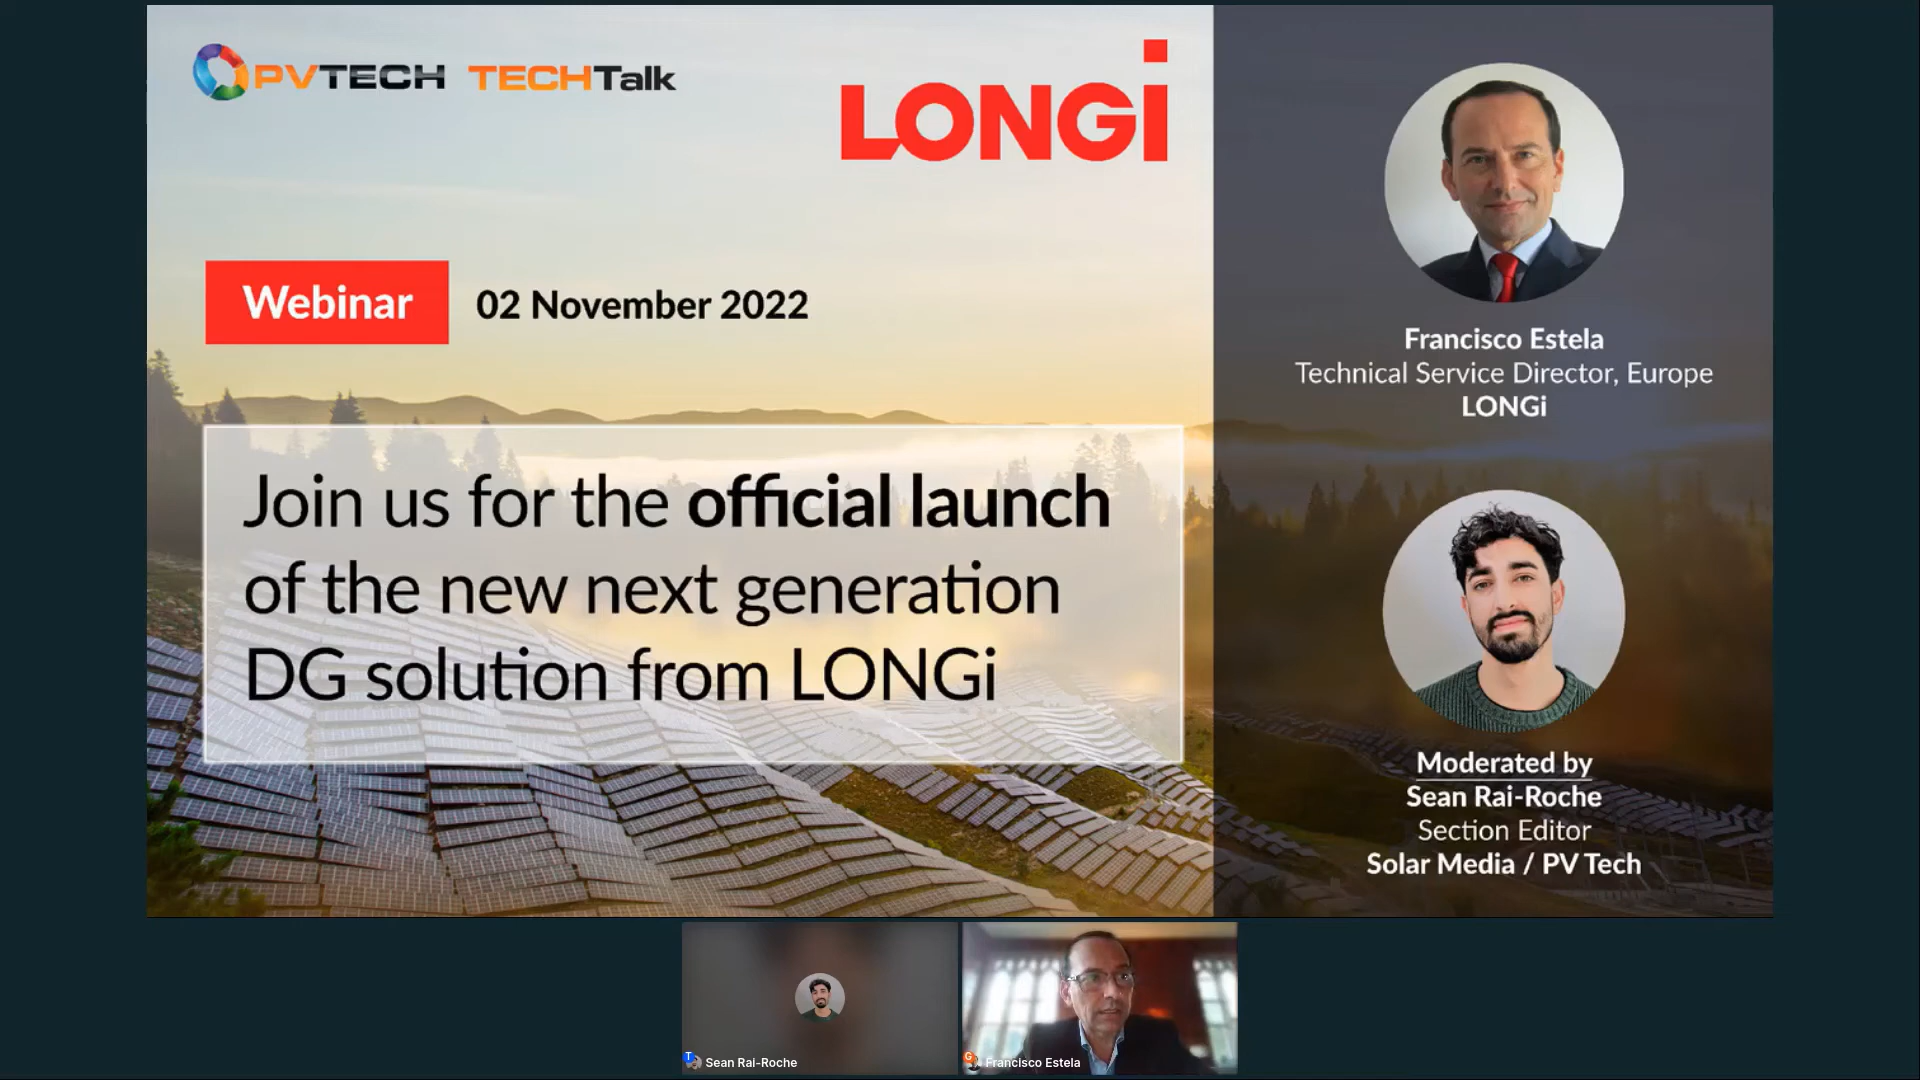 PVTECH TECHTalk
LONGi
Webinar
02 November 2022
Join us for the official launch
of the new next generation
DG solution from LONGi
Francisco Estela
Technical Service Director, Europe
LONGi
Moderated by
Sean Rai-Roche
Section Editor
Solar Media / PV Tech
T
Sean Rai-Roche
G
Francisco Estela